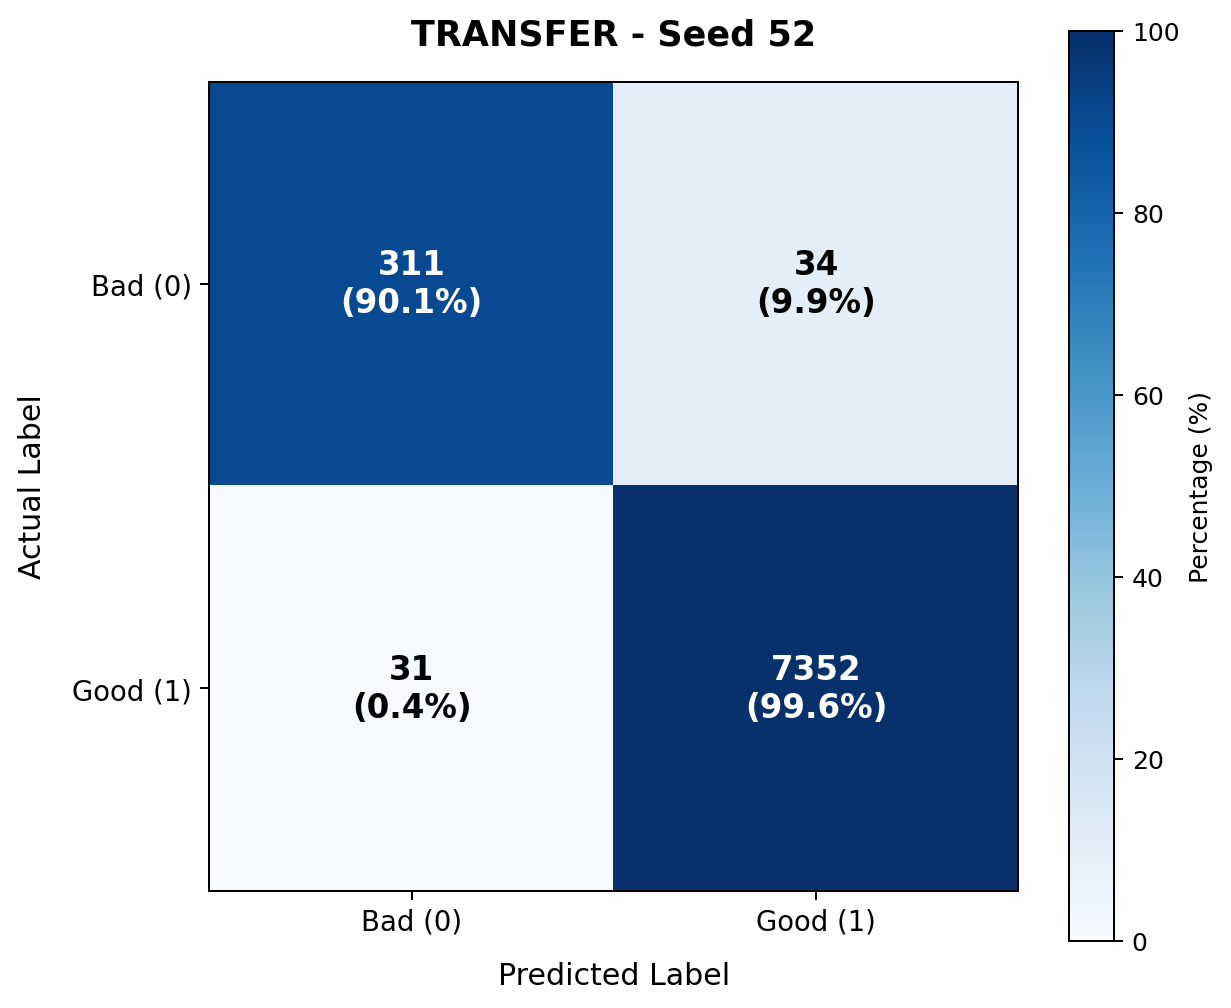 TRANSFER - Seed 52
Actual Label
Bad (0)
Good (1)
311
(90.1%)
34
(9.9%)
31
(0.4%)
7352
(99.6%)
Bad (0)
Good (1)
Predicted Label
100
80
60
40
20
0
Percentage (%)